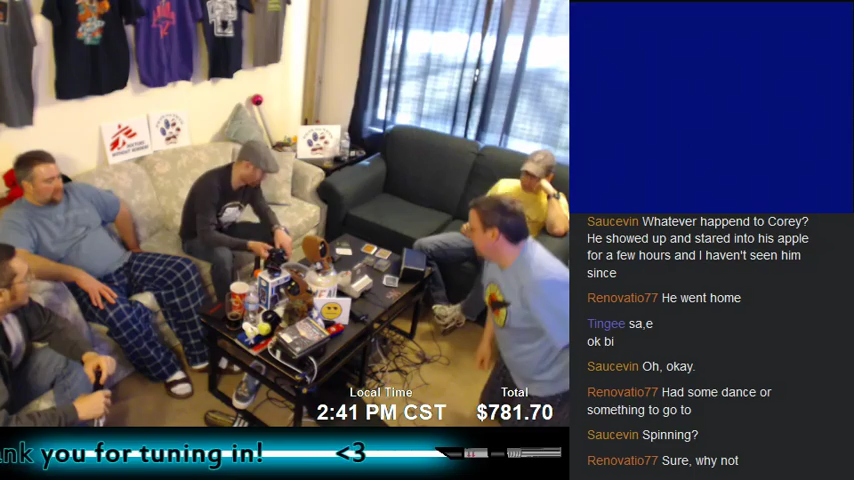 Local Time
Total
2:41 PM CST
$781.70
nk you for tuning in!
<3
Saucevin Whatever happend to Corey?
He showed up and stared into his apple
for a few hours and I haven't seen him
since
Renovatio77 He went home
Tingee sa,e
ok bi
Saucevin Oh, okay.
Renovatio77 Had some dance or
something to go to
Saucevin Spinning?
Renovatio77 Sure, why not